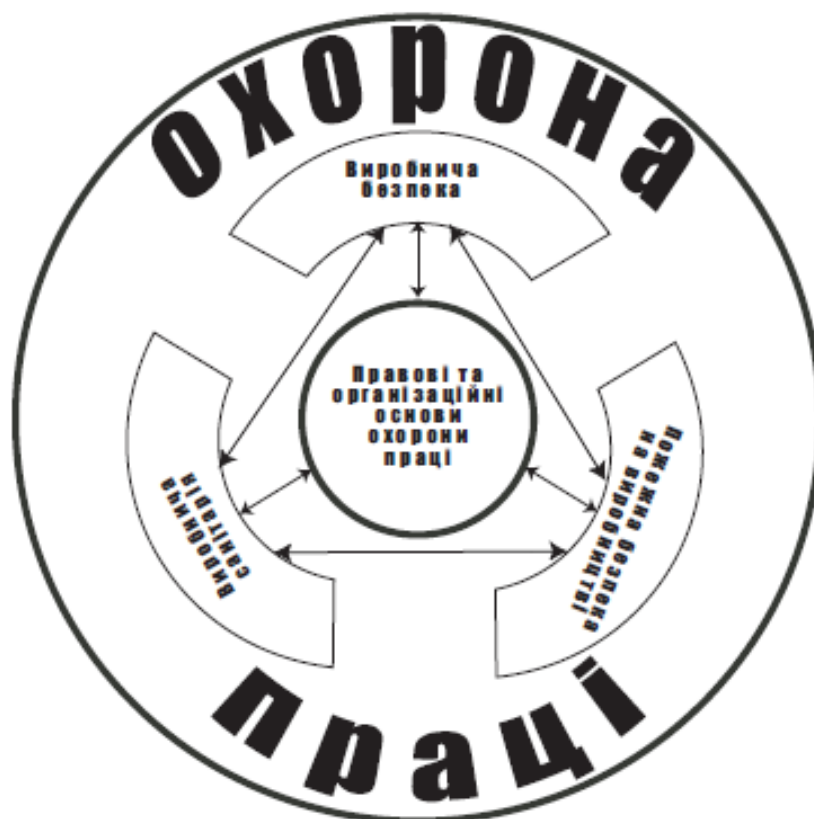 охорона
Виробнича
безпека
Правові та
організаційні
основи
охорони
праці
Виробнича
санітарія
Пожежна безпека
на виробництві
праці